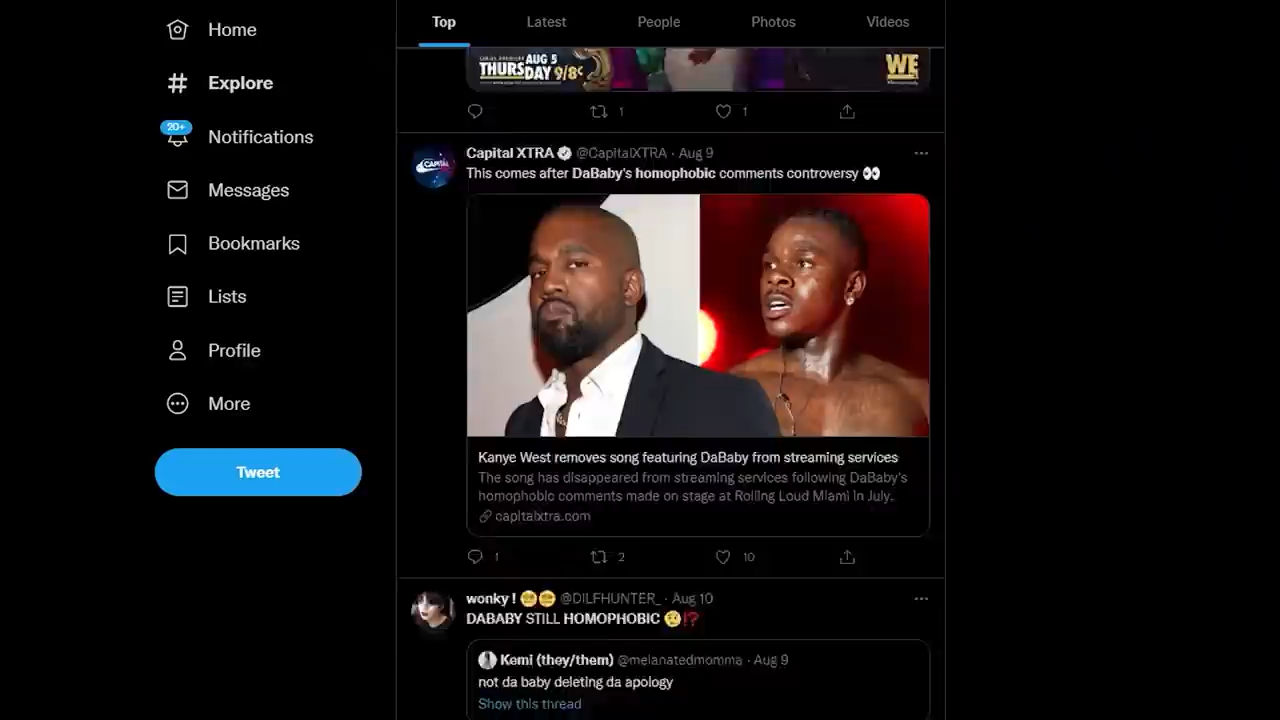 Home
Explore
20+
Notifications
Messages
Bookmarks
Lists
Profile
More
Tweet
Top Latest People Photos Videos
THURSDAY AUG 5 9/8c
WE
1 1
Capital XTRA @CapitalXTRA · Aug 9
This comes after DaBaby's homophobic comments controversy 👀
CAPITAL
Kanye West removes song featuring DaBaby from streaming services
The song has disappeared from streaming services following DaBaby's
homophobic comments made on stage at Rolling Loud Miami in July.
capitalxtra.com
1 2 10
wonky ! @DILFHUNTER_ · Aug 10
DABABY STILL HOMOPHOBIC 🤨⁉️
Kemi (they/them) @melanatedmomma · Aug 9
not da baby deleting da apology
Show this thread